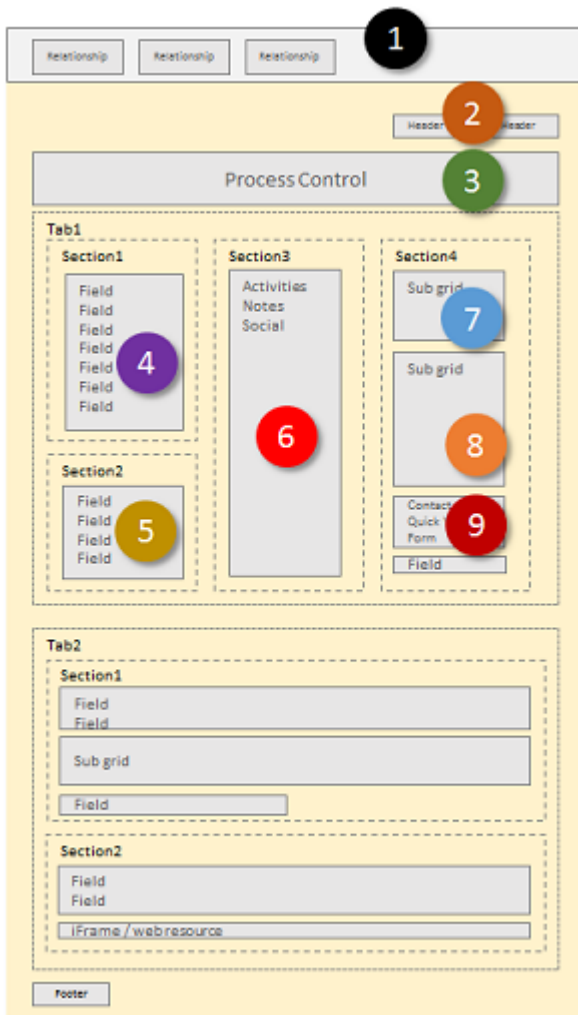 1
Relationship Relationship Relationship
2
Header Header
Process Control 3
Tab1
Section1
Field
Field
Field
Field
Field
Field
Field
4
Section2
Field
Field
Field
Field
5
Section3
Activities
Notes
Social
6
Section4
Sub grid
7
Sub grid
8
Contact
Quick
Form
9
Field
Tab2
Section1
Field
Field
Sub grid
Field
Section2
Field
Field
iFrame / web resource
Footer